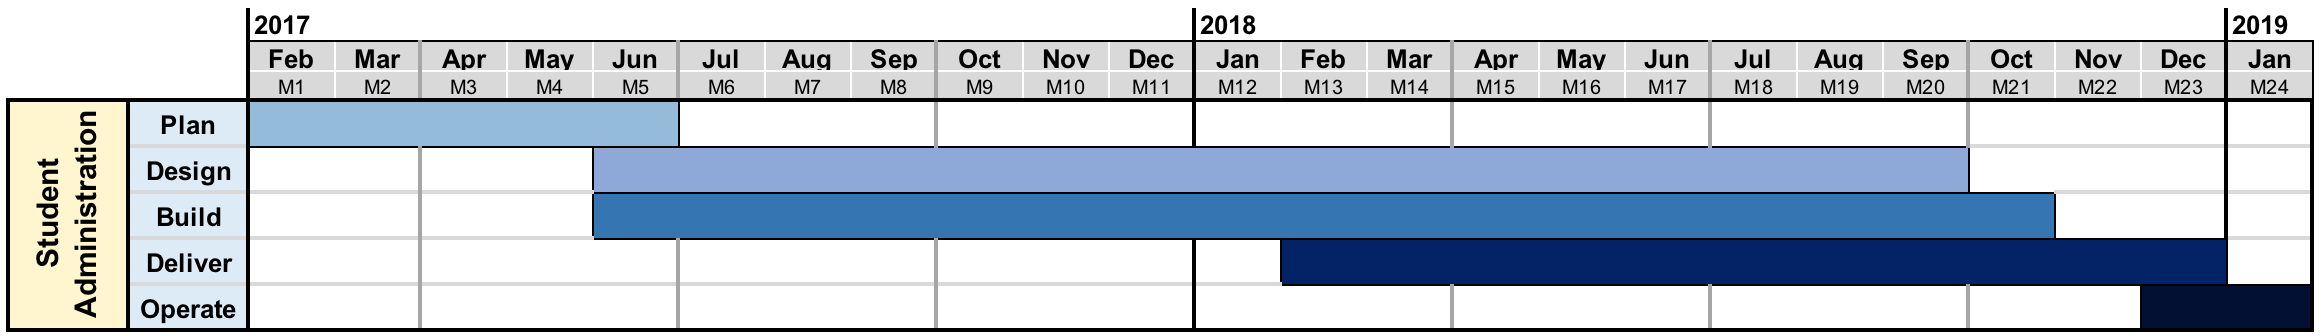 2017 2018 2019
Feb Mar Apr May Jun Jul Aug Sep Oct Nov Dec Jan Feb Mar Apr May Jun Jul Aug Sep Oct Nov Dec Jan
M1 M2 M3 M4 M5 M6 M7 M8 M9 M10 M11 M12 M13 M14 M15 M16 M17 M18 M19 M20 M21 M22 M23 M24
Student
Administration
Plan
Design
Build
Deliver
Operate